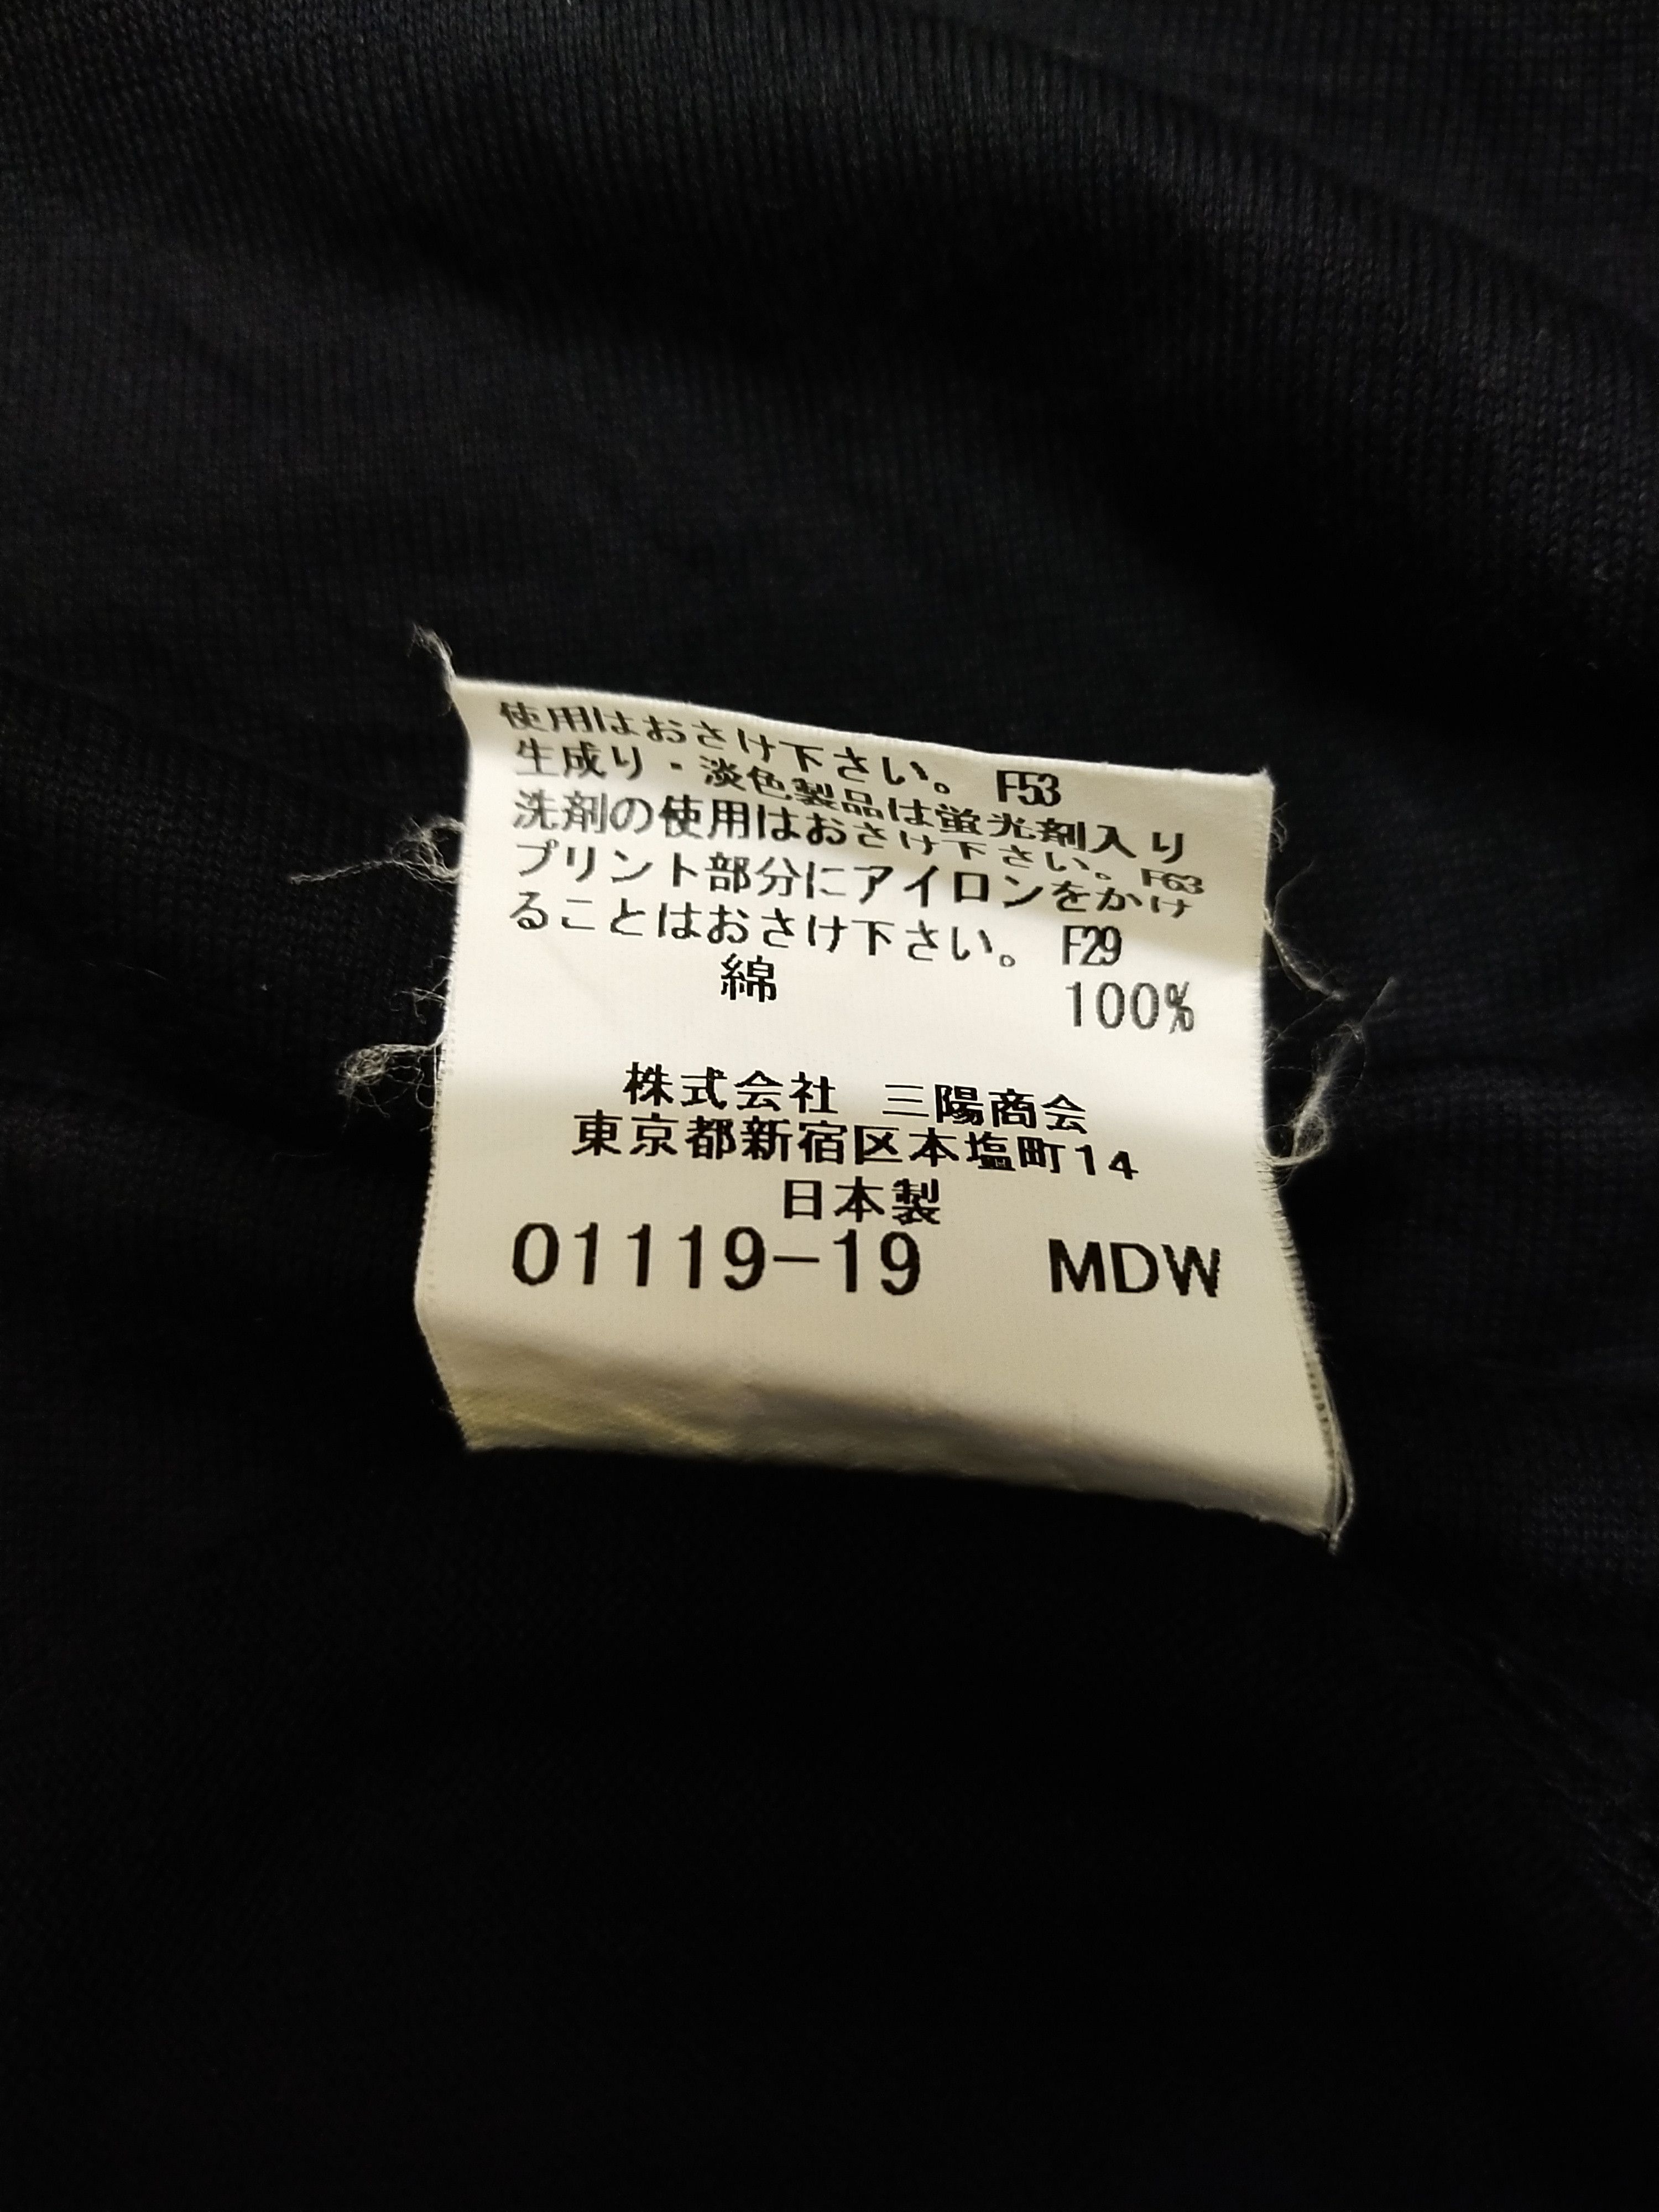 使用はおさけ下さい。 F53
生成り・淡色製品は蛍光剤入り
洗剤の使用はおさけ下さい。 F63
プリント部分にアイロンをかけ
ることはおさけ下さい。 F29
綿 100%
株式会社 三陽商会
東京都新宿区本塩町14
日本製
01119-19 MDW